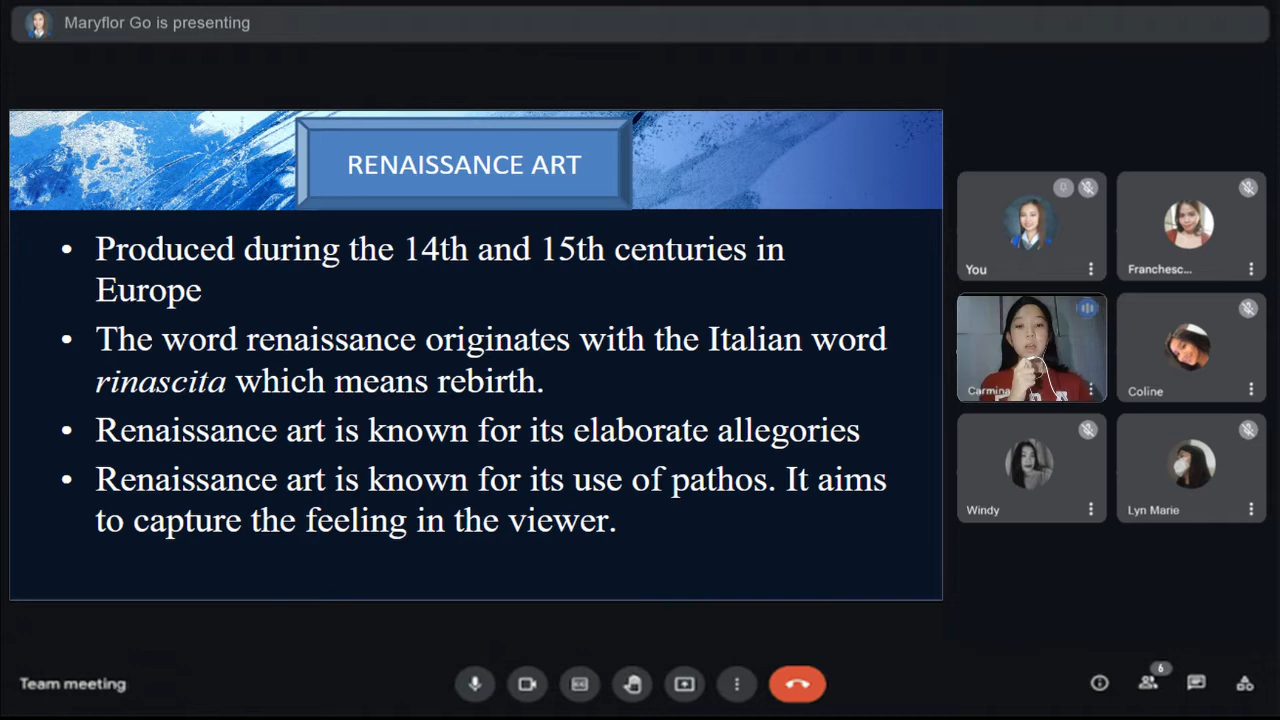 Maryflor Go is presenting
RENAISSANCE ART
• Produced during the 14th and 15th centuries in
Europe
• The word renaissance originates with the Italian word
rinascita which means rebirth.
• Renaissance art is known for its elaborate allegories
• Renaissance art is known for its use of pathos. It aims
to capture the feeling in the viewer.
You
Franchesc...
Carmina
Coline
Windy
Lyn Marie
Team meeting
6